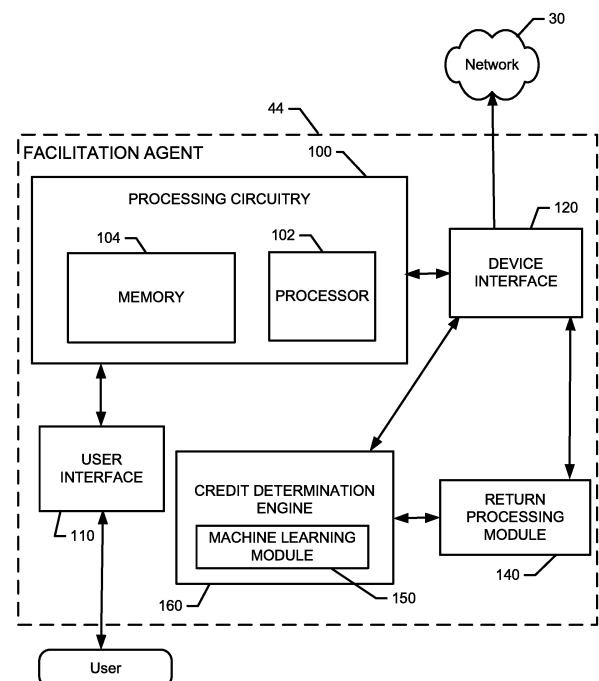 30
Network
44
FACILITATION AGENT
100
PROCESSING CIRCUITRY
120
104
102
DEVICE
INTERFACE
MEMORY
PROCESSOR
USER
INTERFACE
110
CREDIT DETERMINATION
ENGINE
MACHINE LEARNING
MODULE
160
150
RETURN
PROCESSING
MODULE
140
User